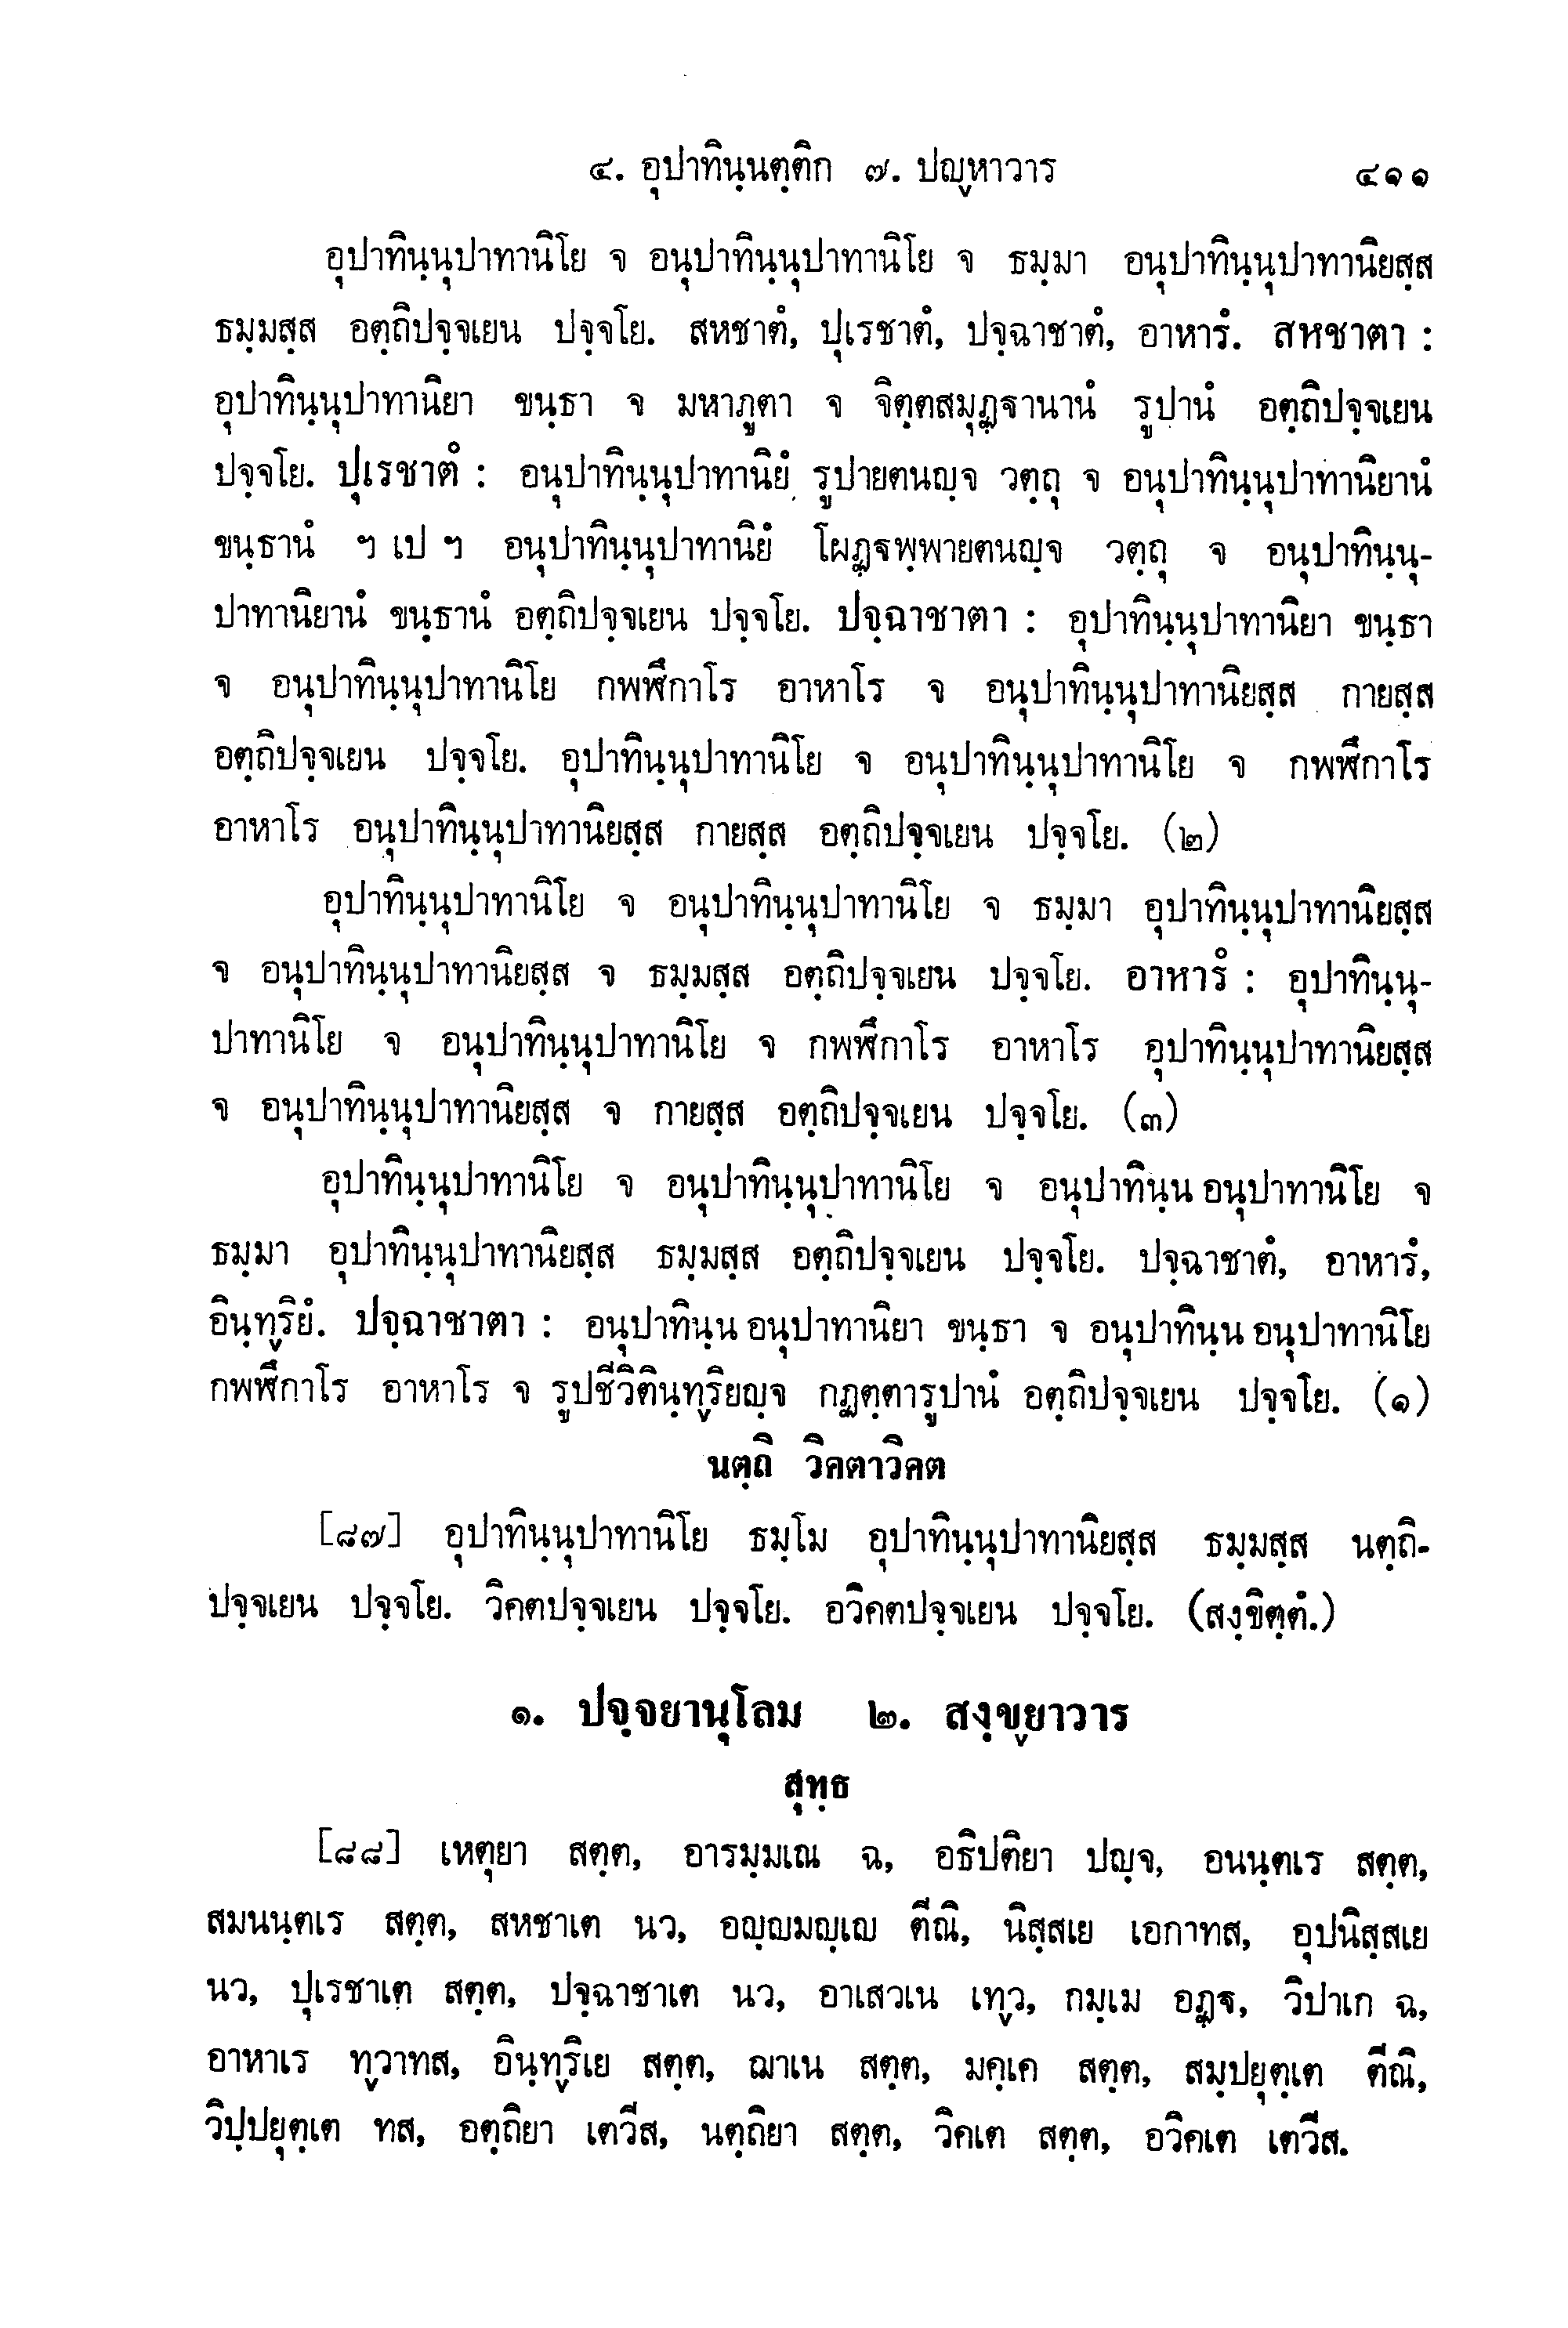 ๔. อุปาทินฺนตฺติก ๗. ปญฺหาวาร ๔๑๑
อุปาทินฺนุปาทานิโย จ อนุปาทินฺนุปาทานิโย จ ธมฺมา อนุปาทินฺนุปาทานิยสฺส
ธมฺมสฺส อตฺถิปจฺจเยน ปจฺจโย. สหชาตํ, ปุเรชาตํ, ปจฺฉาชาตํ, อาหารํ. สหชาตา :
อุปาทินฺนุปาทานิยา ขนฺธา จ มหาภูตา จ จิตฺตสมุฏฺฐานานํ รูปานํ อตฺถิปจฺจเยน
ปจฺจโย. ปุเรชาตํ : อนุปาทินฺนุปาทานิยํ รูปายตนญฺจ วตฺถุ จ อนุปาทินฺนุปาทานิยานํ
ขนฺธานํ ฯ เป ฯ อนุปาทินฺนุปาทานิยํ โผฏฺฐพฺพายตนญฺจ วตฺถุ จ อนุปาทินฺนุ-
ปาทานิยานํ ขนฺธานํ อตฺถิปจฺจเยน ปจฺจโย. ปจฺฉาชาตา : อุปาทินฺนุปาทานิยา ขนฺธา
จ อนุปาทินฺนุปาทานิโย กพฬีกาโร อาหาโร จ อนุปาทินฺนุปาทานิยสฺส กายสฺส
อตฺถิปจฺจเยน ปจฺจโย. อุปาทินฺนุปาทานิโย จ อนุปาทินฺนุปาทานิโย จ กพฬีกาโร
อาหาโร อนุปาทินฺนุปาทานิยสฺส กายสฺส อตฺถิปจฺจเยน ปจฺจโย. (๒)
อุปาทินฺนุปาทานิโย จ อนุปาทินฺนุปาทานิโย จ ธมฺมา อุปาทินฺนุปาทานิยสฺส
จ อนุปาทินฺนุปาทานิยสฺส จ ธมฺมสฺส อตฺถิปจฺจเยน ปจฺจโย. อาหารํ : อุปาทินฺนุ-
ปาทานิโย จ อนุปาทินฺนุปาทานิโย จ กพฬีกาโร อาหาโร อุปาทินฺนุปาทานิยสฺส
จ อนุปาทินฺนุปาทานิยสฺส จ กายสฺส อตฺถิปจฺจเยน ปจฺจโย. (๓)
อุปาทินฺนุปาทานิโย จ อนุปาทินฺนุปาทานิโย จ อนุปาทินฺน อนุปาทานิโย จ
ธมฺมา อุปาทินฺนุปาทานิยสฺส ธมฺมสฺส อตฺถิปจฺจเยน ปจฺจโย. ปจฺฉาชาตํ, อาหารํ,
อินฺทฺริยํ. ปจฺฉาชาตา : อนุปาทินฺน อนุปาทานิยา ขนฺธา จ อนุปาทินฺน อนุปาทานิโย
กพฬีกาโร อาหาโร จ รูปชีวิตินฺทฺริยญฺจ กฏตฺตารูปานํ อตฺถิปจฺจเยน ปจฺจโย. (๑)
นตฺถิ วิคตาวิคต
[๘๗] อุปาทินฺนุปาทานิโย ธมฺโม อุปาทินฺนุปาทานิยสฺส ธมฺมสฺส นตฺถิ-
ปจฺจเยน ปจฺจโย. วิคตปจฺจเยน ปจฺจโย. อวิคตปจฺจเยน ปจฺจโย. (สงฺขิตฺตํ.)
๑. ปจฺจยานุโลม ๒. สงฺขฺยาวาร
สุทฺธ
[๘๘] เหตุยา สตฺต, อารมฺมเณ ฉ, อธิปติยา ปญฺจ, อนนฺตเร สตฺต,
สมนนฺตเร สตฺต, สหชาเต นว, อญฺญมญฺเญ ตีณิ, นิสฺสเย เอกาทส, อุปนิสฺสเย
นว, ปุเรชาเต สตฺต, ปจฺฉาชาเต นว, อาเสวเน เทฺว, กมฺเม อฏฺฐ, วิปาเก ฉ,
อาหาเร ทฺวาทส, อินฺทฺริเย สตฺต, ฌาเน สตฺต, มคฺเค สตฺต, สมฺปยุตฺเต ตีณิ,
วิปฺปยุตฺเต ทส, อตฺถิยา เตวีส, นตฺถิยา สตฺต, วิคเต สตฺต, อวิคเต เตวีส.